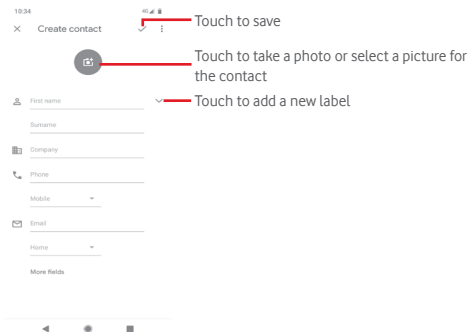 10:34
4G
Create contact
Touch to save
Touch to take a photo or select a picture for
the contact
First name
Touch to add a new label
Surname
Company
Phone
Mobile
Email
Home
More fields